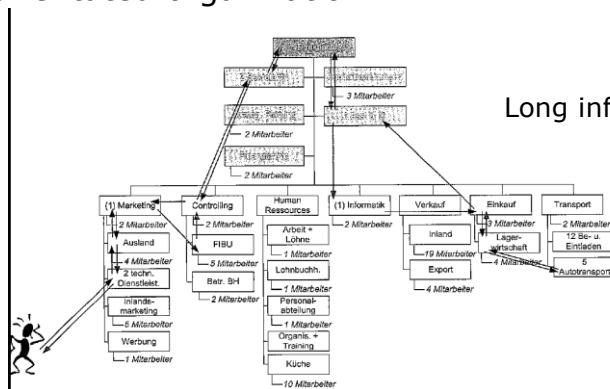 3 Mitarbeiter
Long inf
2 Mitarbeiter
2 Mitarbeiter
(1) Marketing
2 Mitarbeiter
Ausland
4 Mitarbeiter
2 techn.
Dienstleist.
Inlands-
marketing
5 Mitarbeiter
Werbung
1 Mitarbeiter
Controlling
2 Mitarbeiter
FIBU
5 Mitarbeiter
Betr. BH
2 Mitarbeiter
Human
Ressources
Arbeit +
Löhne
1 Mitarbeiter
Lohnbuchh.
1 Mitarbeiter
Personal-
abteilung
1 Mitarbeiter
Organis. +
Training
Küche
10 Mitarbeiter
(1) Informatik
2 Mitarbeiter
Verkauf
Inland
19 Mitarbeiter
Export
4 Mitarbeiter
Einkauf
3 Mitarbeiter
Lager-
wirtschaft
4 Mitarbeiter
Transport
2 Mitarbeiter
12 Be- u.
Entladen
5
Autotransport